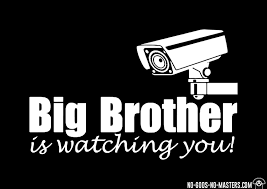 Big Brother
is watching you!
NO-GODS-NO-MASTERS.COM